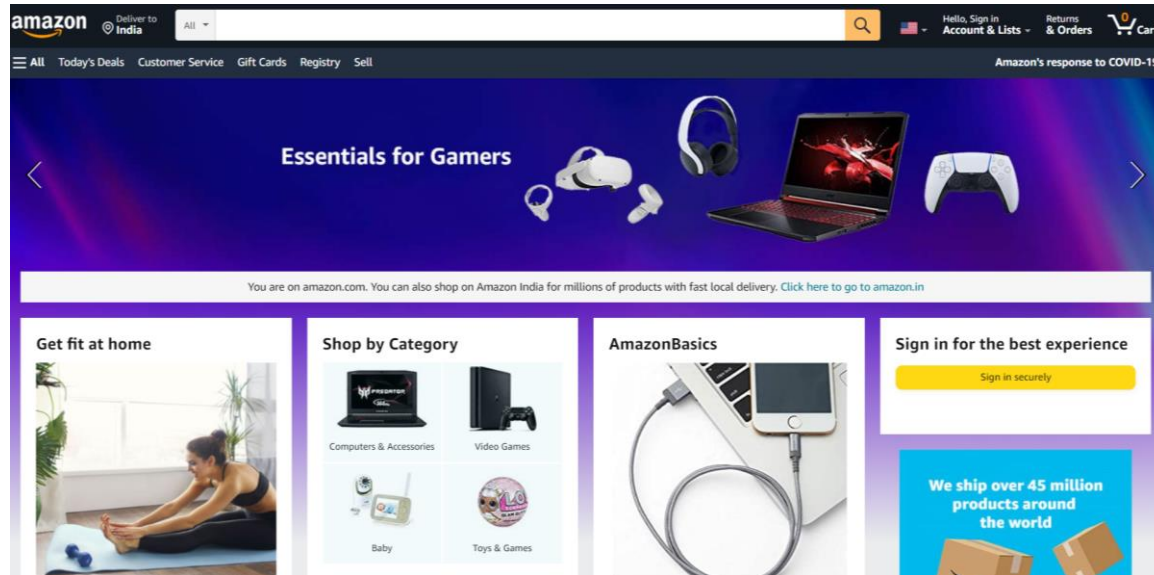 amazon
Deliver to
India
All
Hello, Sign in
Account & Lists
Returns
& Orders
0
Car
All Today's Deals Customer Service Gift Cards Registry Sell
Amazon's response to COVID-19
Essentials for Gamers
You are on amazon.com. You can also shop on Amazon India for millions of products with fast local delivery. Click here to go to amazon.in
Get fit at home
Shop by Category
PREDATOR
Computers & Accessories
Video Games
Baby
Toys & Games
AmazonBasics
Sign in for the best experience
Sign in securely
We ship over 45 million
products around
the world